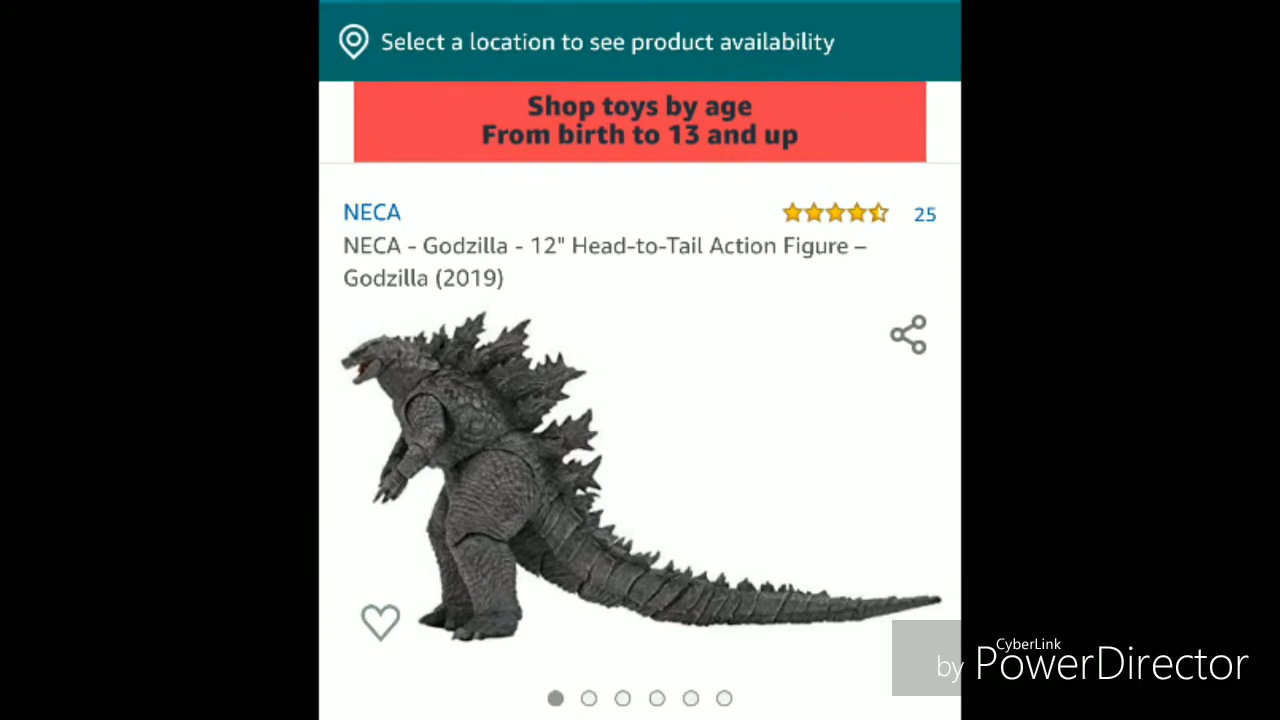 Select a location to see product availability
Shop toys by age
From birth to 13 and up
NECA
25
NECA - Godzilla - 12" Head-to-Tail Action Figure –
Godzilla (2019)
CyberLink
by PowerDirector